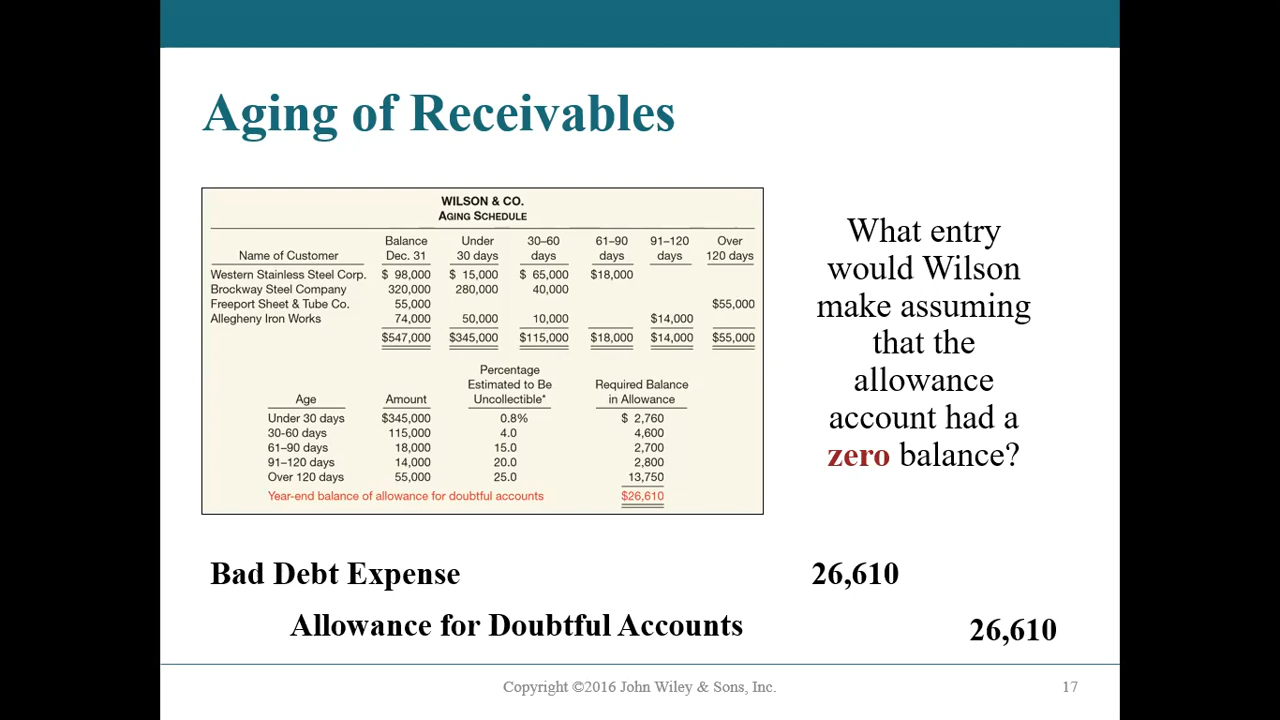 Aging of Receivables
WILSON & CO.
AGING SCHEDULE
Balance Under 30–60 61–90 91–120 Over
Name of Customer Dec. 31 30 days days days days 120 days
Western Stainless Steel Corp. $ 98,000 $ 15,000 $ 65,000 $18,000
Brockway Steel Company 320,000 280,000 40,000
Freeport Sheet & Tube Co. 55,000 $55,000
Allegheny Iron Works 74,000 50,000 10,000 $14,000
$547,000 $345,000 $115,000 $18,000 $14,000 $55,000
Percentage
Estimated to Be Required Balance
Age Amount Uncollectible* in Allowance
Under 30 days $345,000 0.8% $ 2,760
30-60 days 115,000 4.0 4,600
61–90 days 18,000 15.0 2,700
91–120 days 14,000 20.0 2,800
Over 120 days 55,000 25.0 13,750
Year-end balance of allowance for doubtful accounts $26,610
What entry
would Wilson
make assuming
that the
allowance
account had a
zero balance?
Bad Debt Expense 26,610
Allowance for Doubtful Accounts 26,610
Copyright ©2016 John Wiley & Sons, Inc. 17